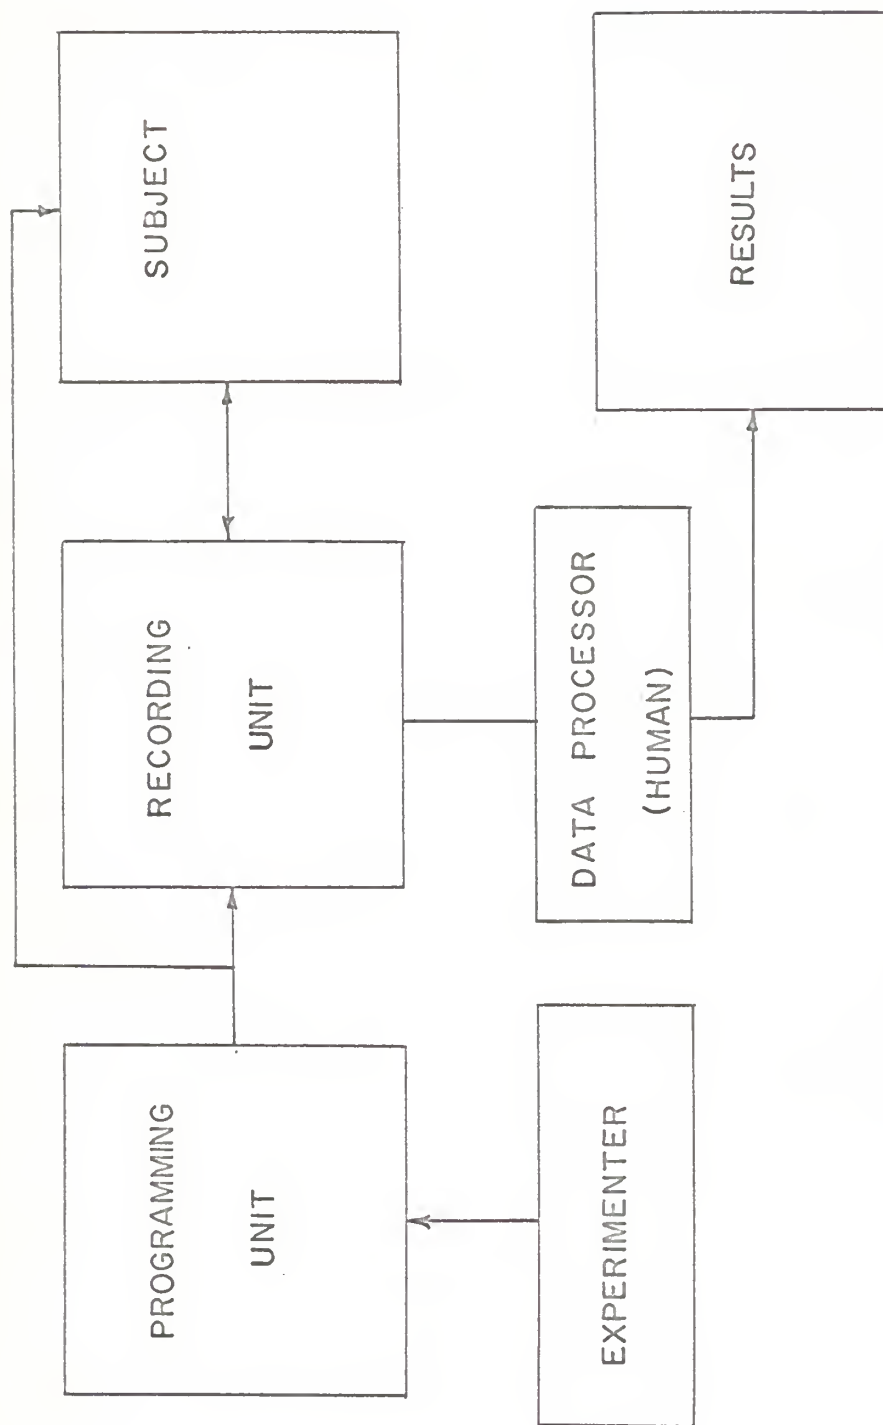 PROGRAMMING
UNIT
RECORDING
UNIT
SUBJECT
EXPERIMENTER
DATA PROCESSOR
(HUMAN)
RESULTS